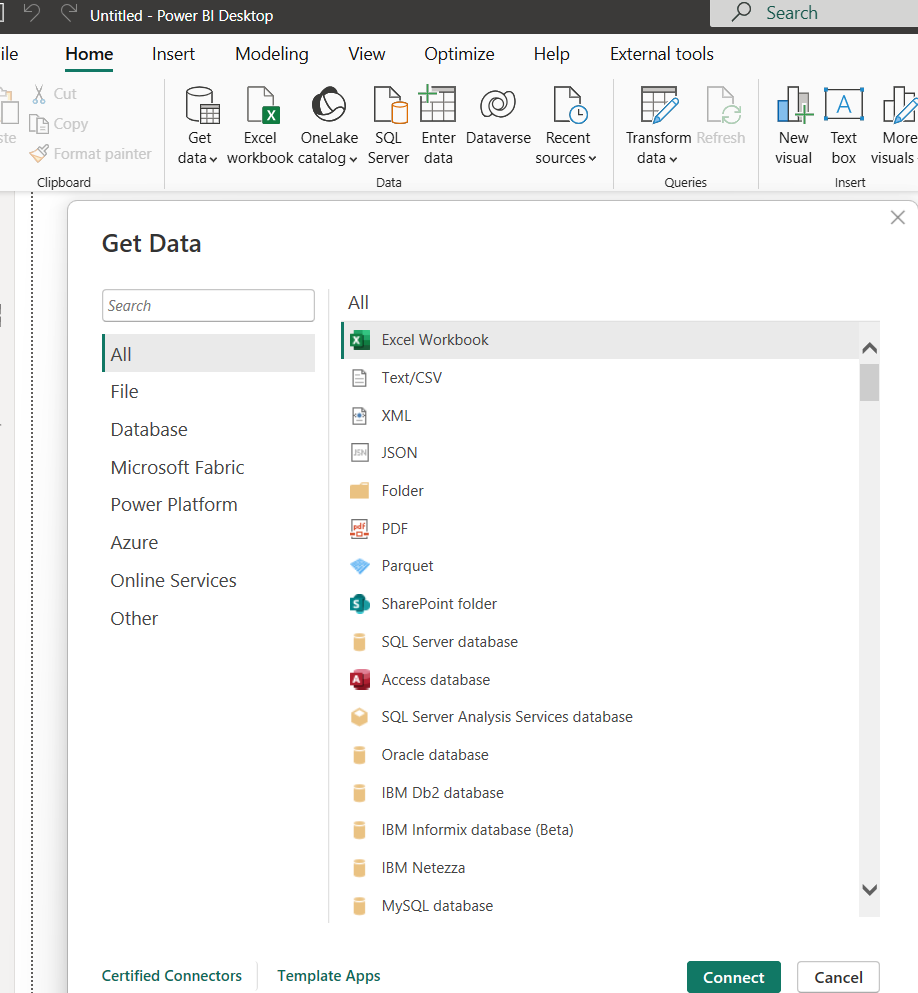 Untitled - Power BI Desktop
Search
ile
Home
Insert
Modeling
View
Optimize
Help
External tools
Cut
Copy
Format painter
Clipboard
Get data
Excel workbook
OneLake catalog
SQL Server
Enter data
Dataverse
Recent sources
Data
Transform data
Refresh
Queries
New visual
Text box
More visuals
Insert
Get Data
Search
All
File
Database
Microsoft Fabric
Power Platform
Azure
Online Services
Other
All
Excel Workbook
Text/CSV
XML
JSON
Folder
PDF
Parquet
SharePoint folder
SQL Server database
Access database
SQL Server Analysis Services database
Oracle database
IBM Db2 database
IBM Informix database (Beta)
IBM Netezza
MySQL database
Certified Connectors
Template Apps
Connect
Cancel